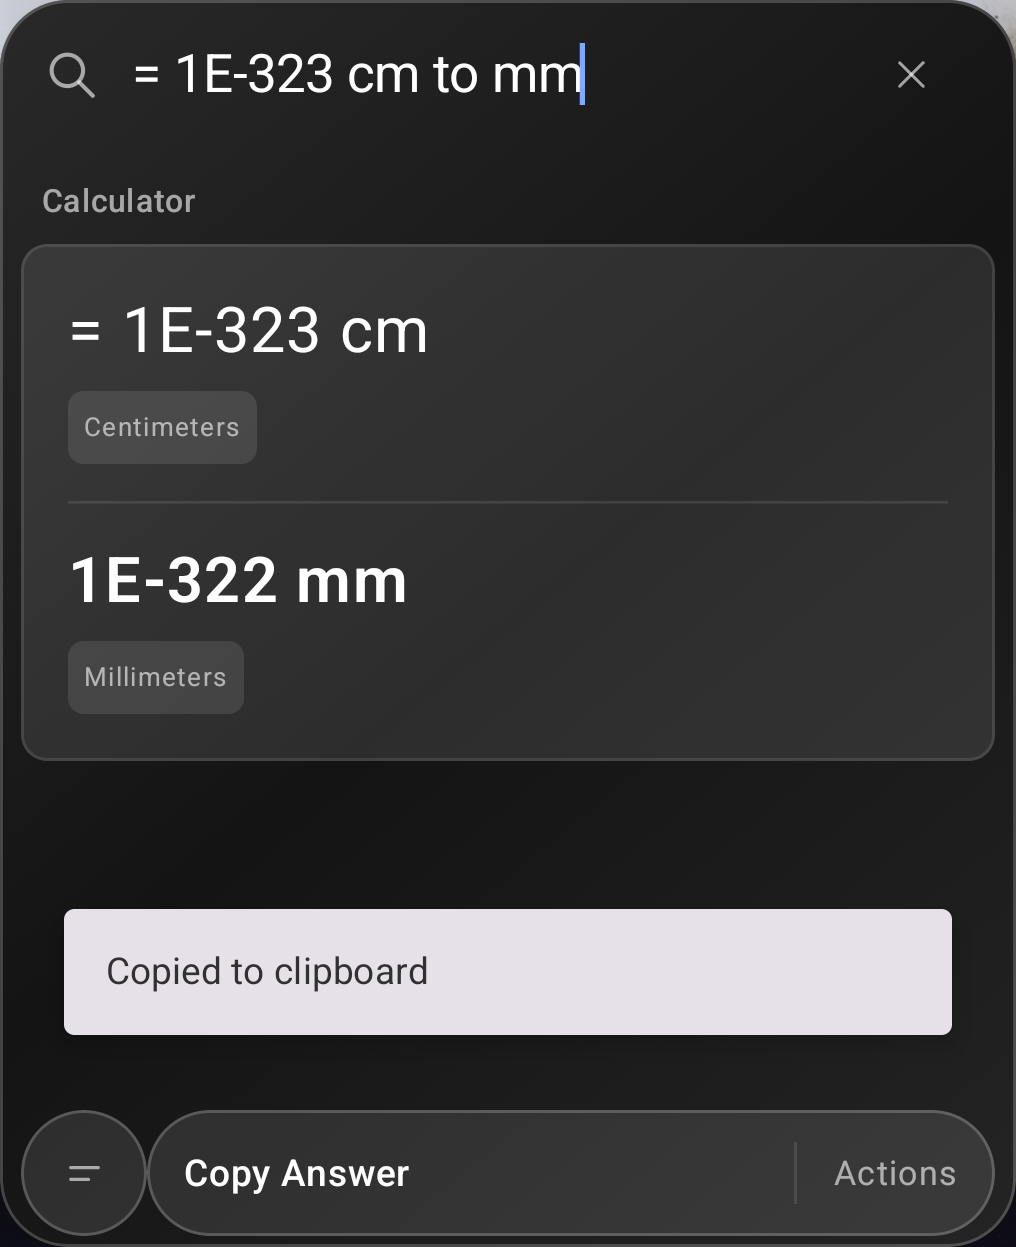 = 1E-323 cm to mm
Calculator
= 1E-323 cm
Centimeters
1E-322 mm
Millimeters
Copied to clipboard
Copy Answer
Actions